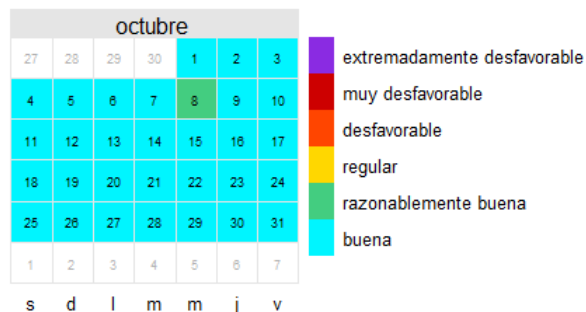 octubre
27 28 29 30 1 2 3
4 5 6 7 8 9 10
11 12 13 14 15 16 17
18 19 20 21 22 23 24
25 26 27 28 29 30 31
1 2 3 4 5 6 7
s d l m m j v
extremadamente desfavorable
muy desfavorable
desfavorable
regular
razonablemente buena
buena